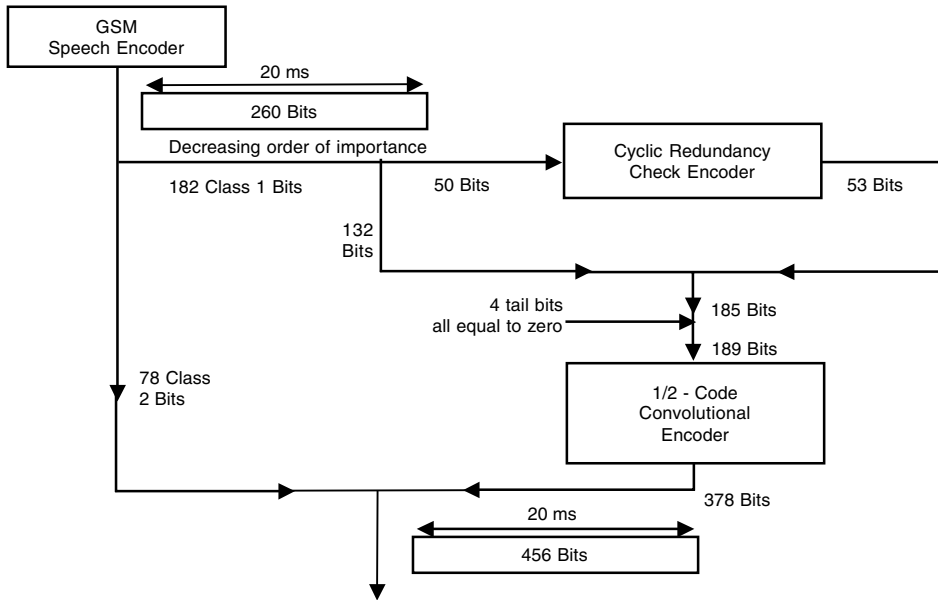 GSM
Speech Encoder
20 ms
260 Bits
Decreasing order of importance
182 Class 1 Bits
50 Bits
Cyclic Redundancy
Check Encoder
53 Bits
132
Bits
4 tail bits
all equal to zero
185 Bits
189 Bits
78 Class
2 Bits
1/2 - Code
Convolutional
Encoder
378 Bits
20 ms
456 Bits